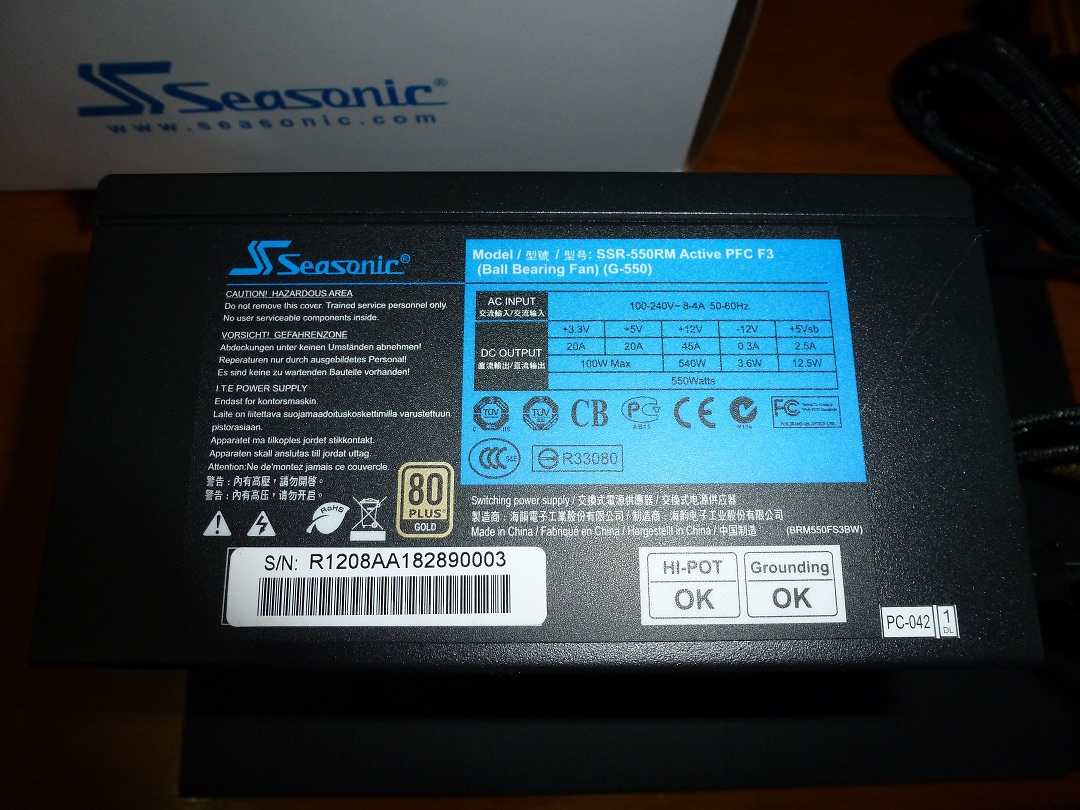 Seasonic®
www.seasonic.com
Seasonic®
CAUTION! HAZARDOUS AREA
Do not remove this cover. Trained service personnel only.
No user serviceable components inside.
VORSICHT! GEFAHRENZONE
Abdeckungen unter keinen Umständen abnehmen!
Reperaturen nur durch ausgebildetes Personal!
Es sind keine zu wartenden Bauteile vorhanden!
I.T.E POWER SUPPLY
Endast for kontorsmaskin.
Laite on liitettava suojamaadoituskoskettimilla varustettuun
pistorasiaan.
Apparatet ma tilkoples jordet stikkontakt.
Apparaten skall anslutas till jordat uttag.
Attention:Ne de'montez jamais ce couvercle.
警告：內有高壓，請勿開啓。
警告：内有高压，请勿开启。
RoHS
80
PLUS®
GOLD
Model / 型號 / 型号: SSR-550RM Active PFC F3
(Ball Bearing Fan) (G-550)
AC INPUT
交流輸入/交流输入
100-240V~ 8-4A 50-60Hz
DC OUTPUT
直流輸出/直流输出
+3.3V +5V +12V -12V +5Vsb
20A 20A 45A 0.3A 2.5A
100W Max 540W 3.6W 12.5W
550Watts
TÜV
TÜV
CB
AB15
CE
N136
FC
CCC
S&E
R33080
Switching power supply / 交換式電源供應器 / 交换式电源供应器
製造商：海韻電子工業股份有限公司 / 制造商：海韵电子工业股份有限公司
Made in China / Fabriqué en China / Hergestellt in China / 中国制造
(BRM550FS3BW)
S/N: R1208AA182890003
HI-POT
OK
Grounding
OK
PC-042
1
DL